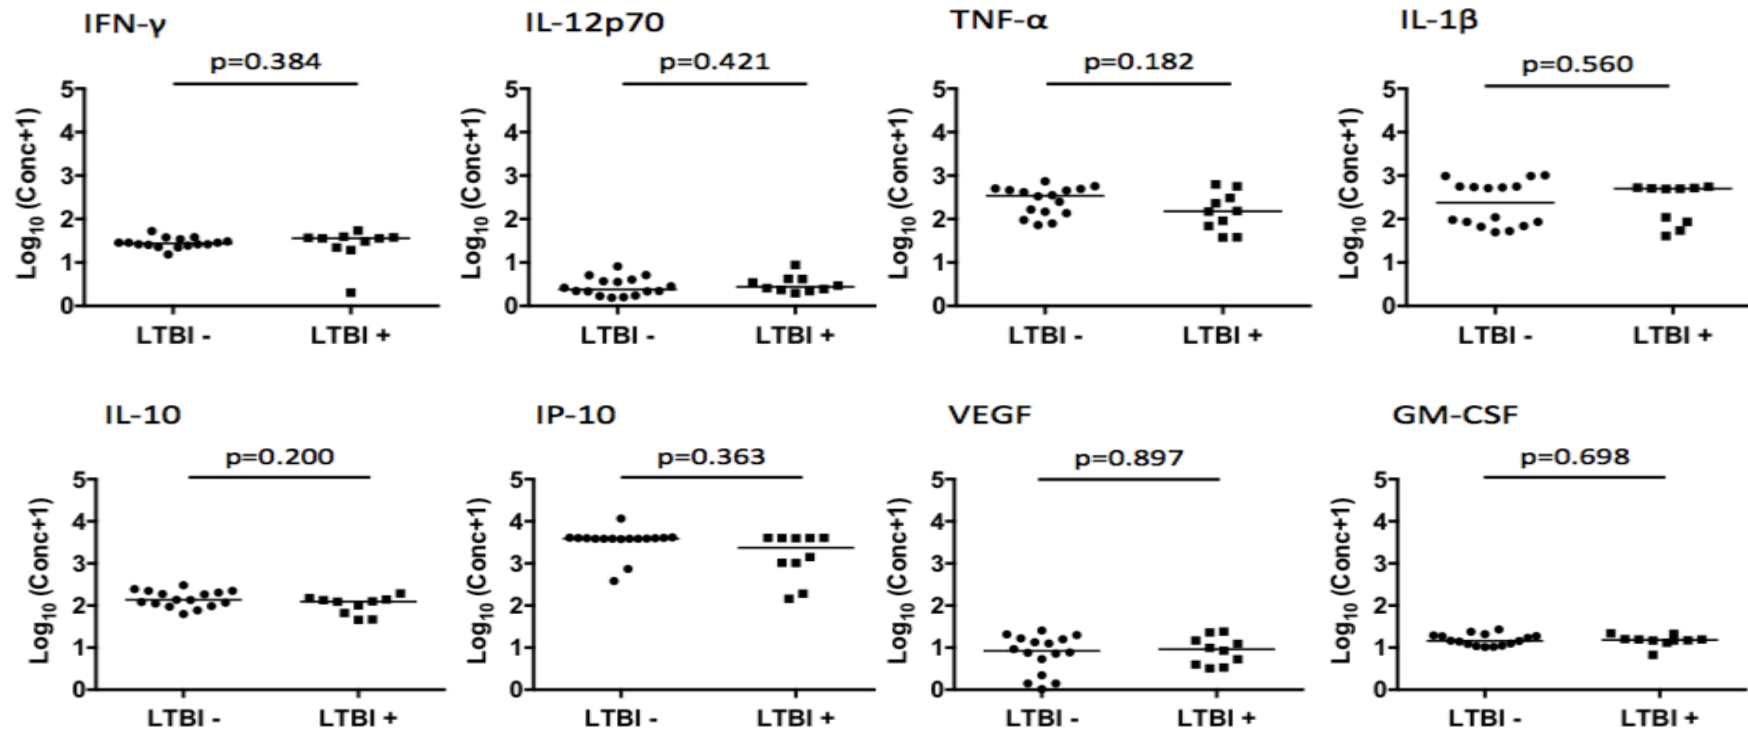 IFN-γ
p=0.384
Log10 (Conc+1)
5
4
3
2
1
0
LTBI -
LTBI +
IL-12p70
p=0.421
Log10 (Conc+1)
5
4
3
2
1
0
LTBI -
LTBI +
TNF-α
p=0.182
Log10 (Conc+1)
5
4
3
2
1
0
LTBI -
LTBI +
IL-1β
p=0.560
Log10 (Conc+1)
5
4
3
2
1
0
LTBI -
LTBI +
IL-10
p=0.200
Log10 (Conc+1)
5
4
3
2
1
0
LTBI -
LTBI +
IP-10
p=0.363
Log10 (Conc+1)
5
4
3
2
1
0
LTBI -
LTBI +
VEGF
p=0.897
Log10 (Conc+1)
5
4
3
2
1
0
LTBI -
LTBI +
GM-CSF
p=0.698
Log10 (Conc+1)
5
4
3
2
1
0
LTBI -
LTBI +